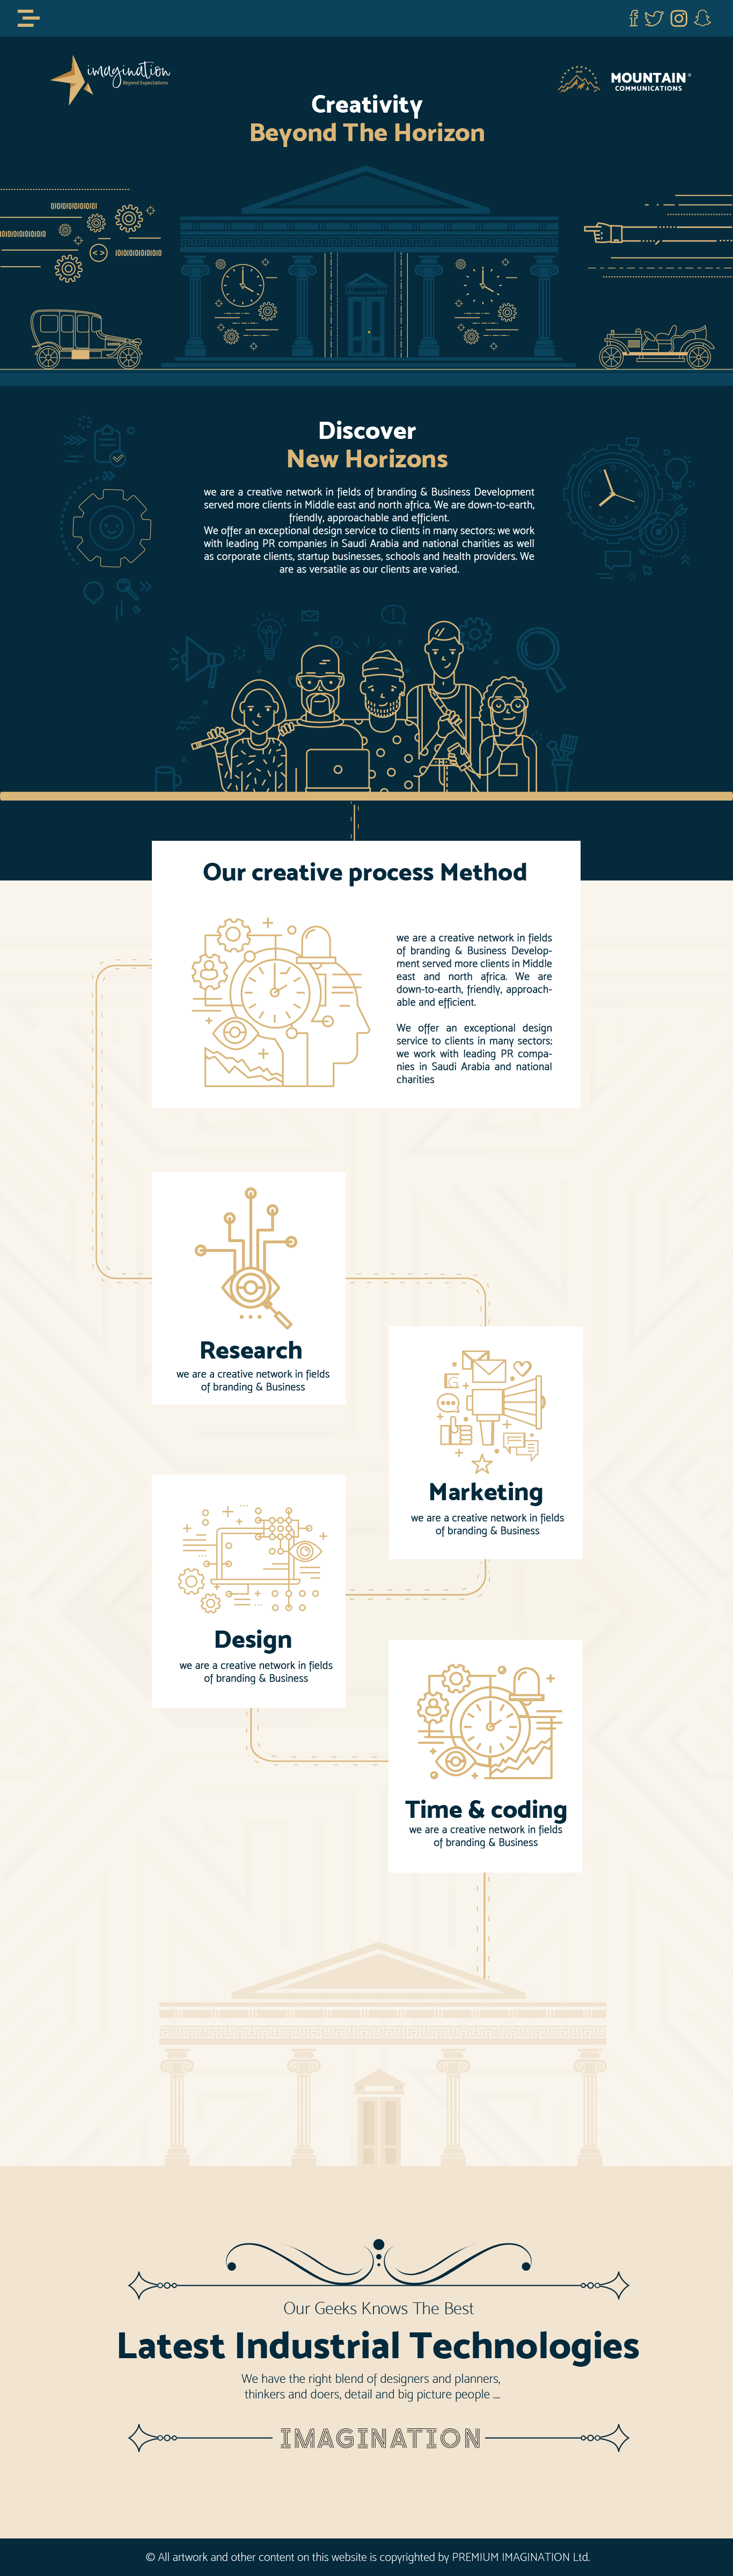 imagination
Beyond Expectations
MOUNTAIN®
COMMUNICATIONS
Creativity
Beyond The Horizon
0101010101010101
0101010101010101
0101010101010101
Discover
New Horizons
we are a creative network in fields of branding & Business Development
served more clients in Middle east and north africa. We are down-to-earth,
friendly, approachable and efficient.
We offer an exceptional design service to clients in many sectors; we work
with leading PR companies in Saudi Arabia and national charities as well
as corporate clients, startup businesses, schools and health providers. We
are as versatile as our clients are varied.
Our creative process Method
we are a creative network in fields
of branding & Business Develop-
ment served more clients in Middle
east and north africa. We are
down-to-earth, friendly, approach-
able and efficient.
We offer an exceptional design
service to clients in many sectors;
we work with leading PR compa-
nies in Saudi Arabia and national
charities
Research
we are a creative network in fields
of branding & Business
G
Marketing
we are a creative network in fields
of branding & Business
Design
we are a creative network in fields
of branding & Business
Time & coding
we are a creative network in fields
of branding & Business
Our Geeks Knows The Best
Latest Industrial Technologies
We have the right blend of designers and planners,
thinkers and doers, detail and big picture people ....
IMAGINATION
© All artwork and other content on this website is copyrighted by PREMIUM IMAGINATION Ltd.